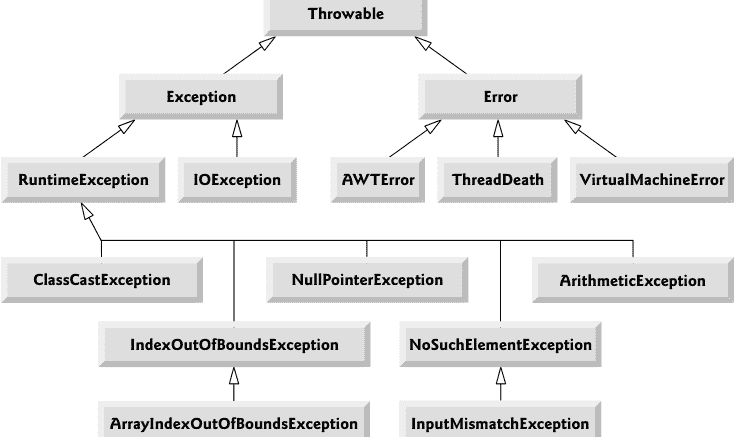 Throwable
Exception
Error
RuntimeException
IOException
AWTError
ThreadDeath
VirtualMachineError
ClassCastException
NullPointerException
ArithmeticException
IndexOutOfBoundsException
NoSuchElementException
ArrayIndexOutOfBoundsException
InputMismatchException